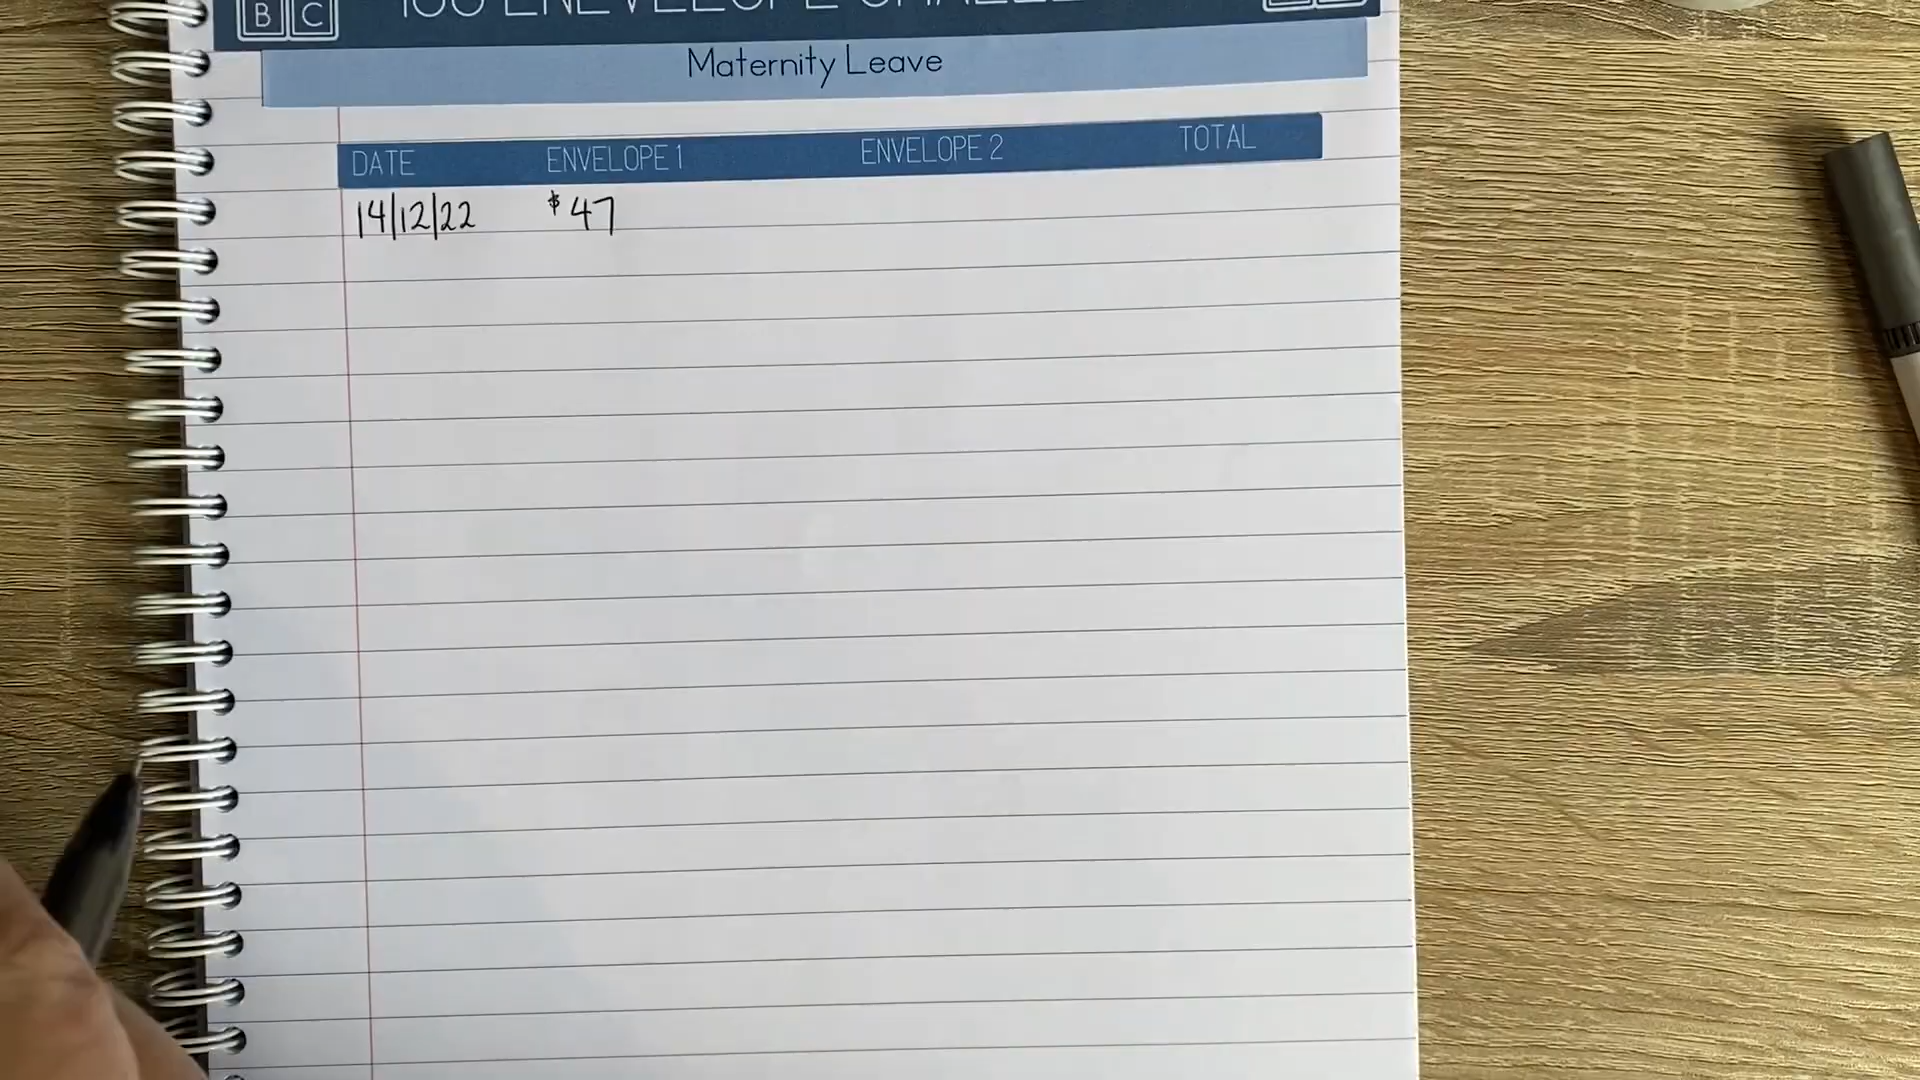 B C
Maternity Leave
DATE ENVELOPE 1 ENVELOPE 2 TOTAL
14/12/22 $47